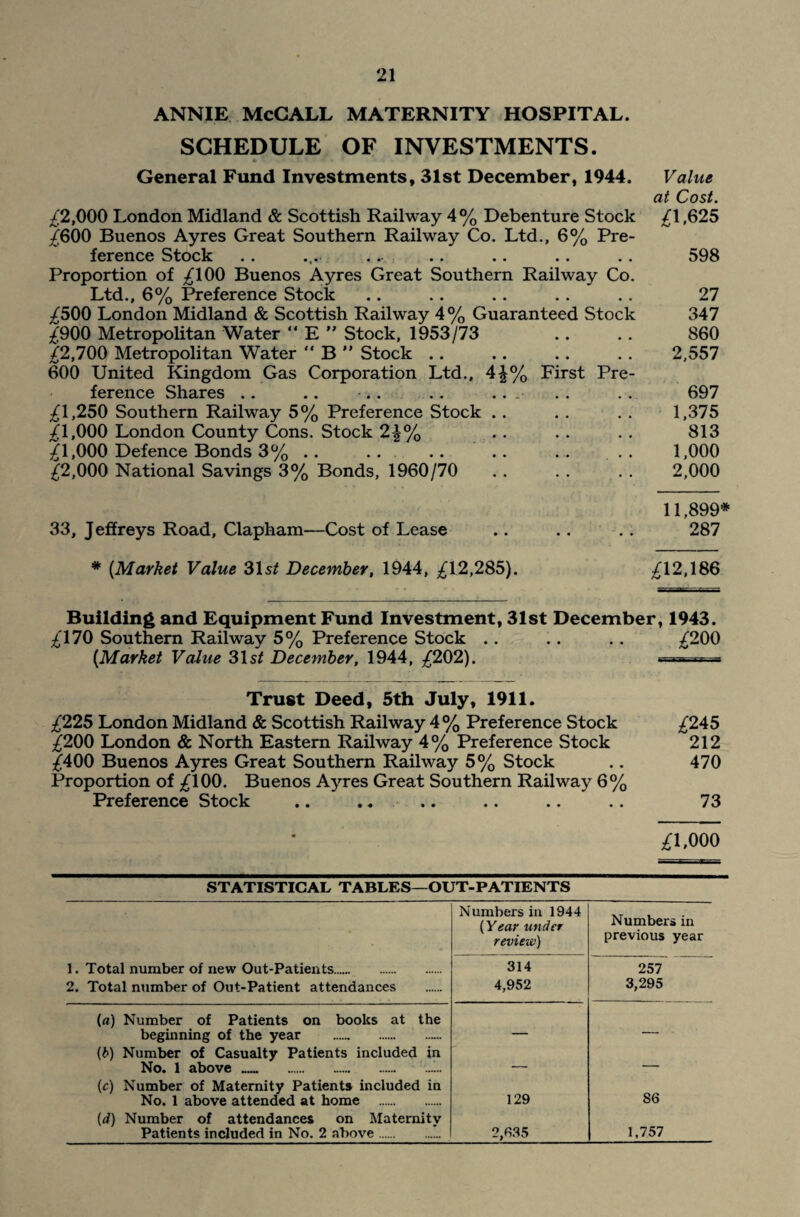 21
ANNIE McCALL MATERNITY HOSPITAL.
SCHEDULE OF INVESTMENTS.
General Fund Investments, 31st December, 1944. Value
at Cost.
£2,000 London Midland & Scottish Railway 4% Debenture Stock £1,625
£600 Buenos Ayres Great Southern Railway Co. Ltd., 6% Pre-
ference Stock .. .. .. .. .. .. .. 598
Proportion of £100 Buenos Ayres Great Southern Railway Co.
Ltd., 6% Preference Stock .. .. .. .. .. 27
£500 London Midland & Scottish Railway 4% Guaranteed Stock 347
£900 Metropolitan Water “ E ” Stock, 1953/73 .. .. 860
£2,700 Metropolitan Water “ B ” Stock .. .. .. .. 2,557
600 United Kingdom Gas Corporation Ltd., 4½% First Pre-
ference Shares .. .. .. .. .. .. .. 697
£1,250 Southern Railway 5% Preference Stock .. .. .. 1,375
£1,000 London County Cons. Stock 2½% .. .. .. 813
£1,000 Defence Bonds 3% .. .. .. .. .. .. 1,000
£2,000 National Savings 3% Bonds, 1960/70 .. .. .. 2,000
11,899*
33, Jeffreys Road, Clapham—Cost of Lease .. .. .. 287
* (Market Value 31st December, 1944, £12,285). £12,186
Building and Equipment Fund Investment, 31st December, 1943.
£170 Southern Railway 5% Preference Stock .. .. .. £200
(Market Value 31st December, 1944, £202).
Trust Deed, 5th July, 1911.
£225 London Midland & Scottish Railway 4% Preference Stock £245
£200 London & North Eastern Railway 4% Preference Stock 212
£400 Buenos Ayres Great Southern Railway 5% Stock .. 470
Proportion of £100. Buenos Ayres Great Southern Railway 6%
Preference Stock .. .. .. .. .. .. 73
£1,000
STATISTICAL TABLES—OUT-PATIENTS
Numbers in 1944 (Year under review) Numbers in previous year
1. Total number of new Out-Patients...... ...... ...... 314 257
2. Total number of Out-Patient attendances ...... 4,952 3,295
(a) Number of Patients on books at the
beginning of the year ...... ...... ...... — —
(b) Number of Casualty Patients included in
No. 1 above ...... ...... ...... ...... ...... — —
(c) Number of Maternity Patients included in
No. 1 above attended at home ...... ...... 129 86
(d) Number of attendances on Maternity
Patients included in No. 2 above ...... ...... 2,635 1,757